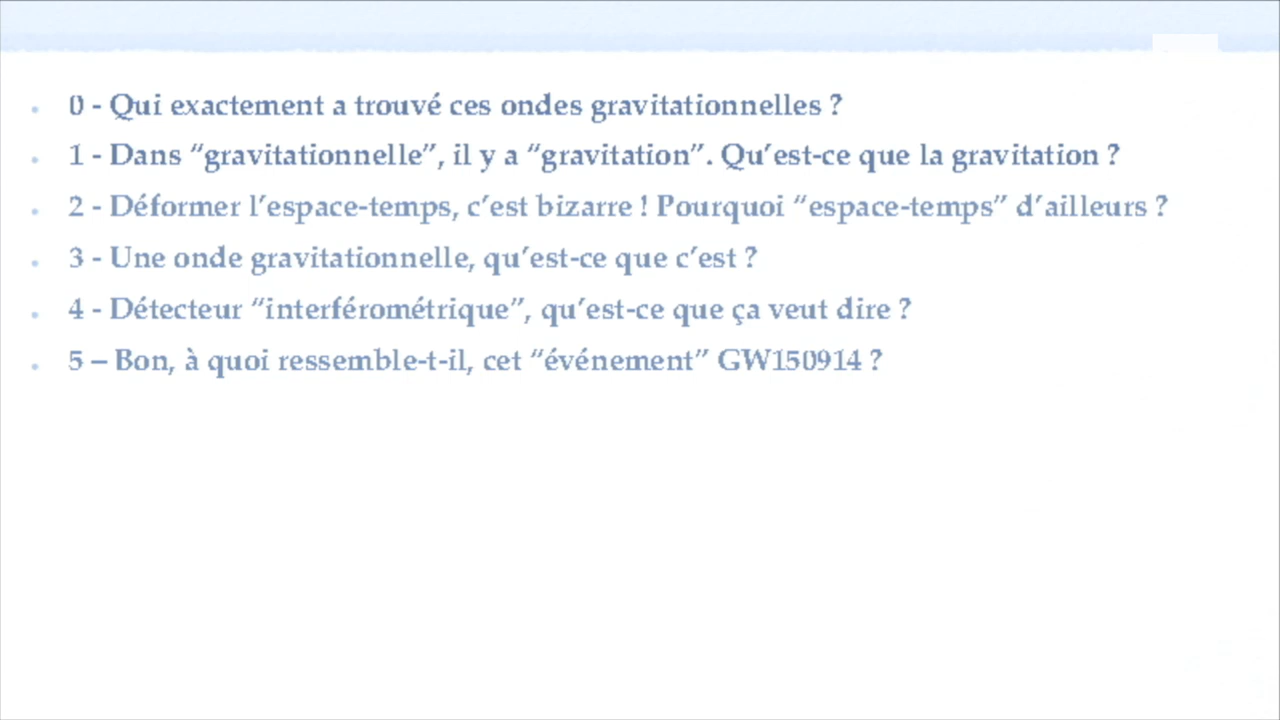 0 - Qui exactement a trouvé ces ondes gravitationnelles ?
1 - Dans “gravitationnelle”, il y a “gravitation”. Qu’est-ce que la gravitation ?
2 - Déformer l’espace-temps, c’est bizarre ! Pourquoi “espace-temps” d’ailleurs ?
3 - Une onde gravitationnelle, qu’est-ce que c’est ?
4 - Détecteur “interférométrique”, qu’est-ce que ça veut dire ?
5 – Bon, à quoi ressemble-t-il, cet “événement” GW150914 ?